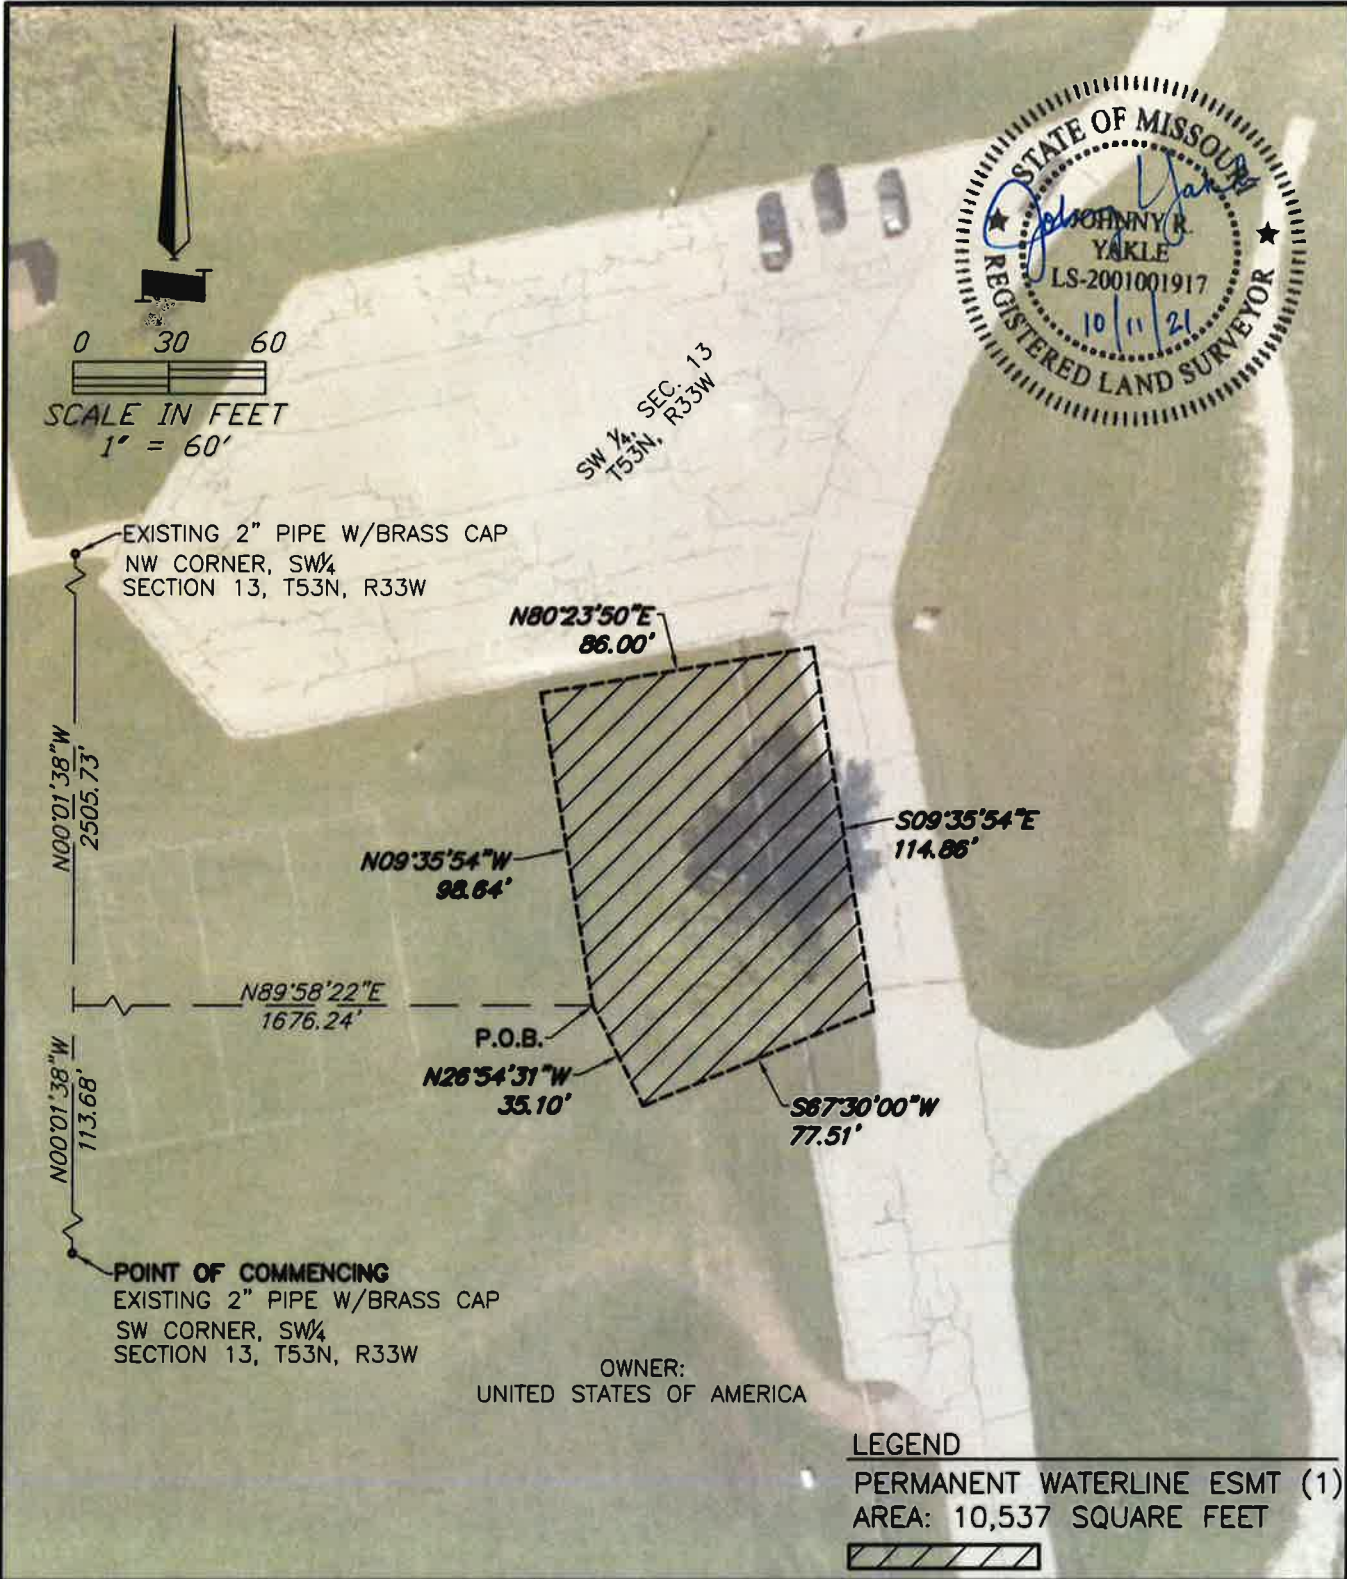 STATE OF MISSOURI
JOHNNY R.
YAKLE
LS-2001001917
10/11/21
REGISTERED LAND SURVEYOR
0 30 60
SCALE IN FEET
1" = 60'
SW ¼, SEC. 13
T53N, R33W
EXISTING 2" PIPE W/BRASS CAP
NW CORNER, SW¼
SECTION 13, T53N, R33W
N80°23'50"E
86.00'
N00°01'38"W
2505.73'
S09°35'54"E
114.86'
N09°35'54"W
98.64'
N89°58'22"E
1676.24'
P.O.B.
N26°54'31"W
35.10'
N00°01'38"W
113.68'
S67°30'00"W
77.51'
POINT OF COMMENCING
EXISTING 2" PIPE W/BRASS CAP
SW CORNER, SW¼
SECTION 13, T53N, R33W
OWNER:
UNITED STATES OF AMERICA
LEGEND
PERMANENT WATERLINE ESMT (1)
AREA: 10,537 SQUARE FEET